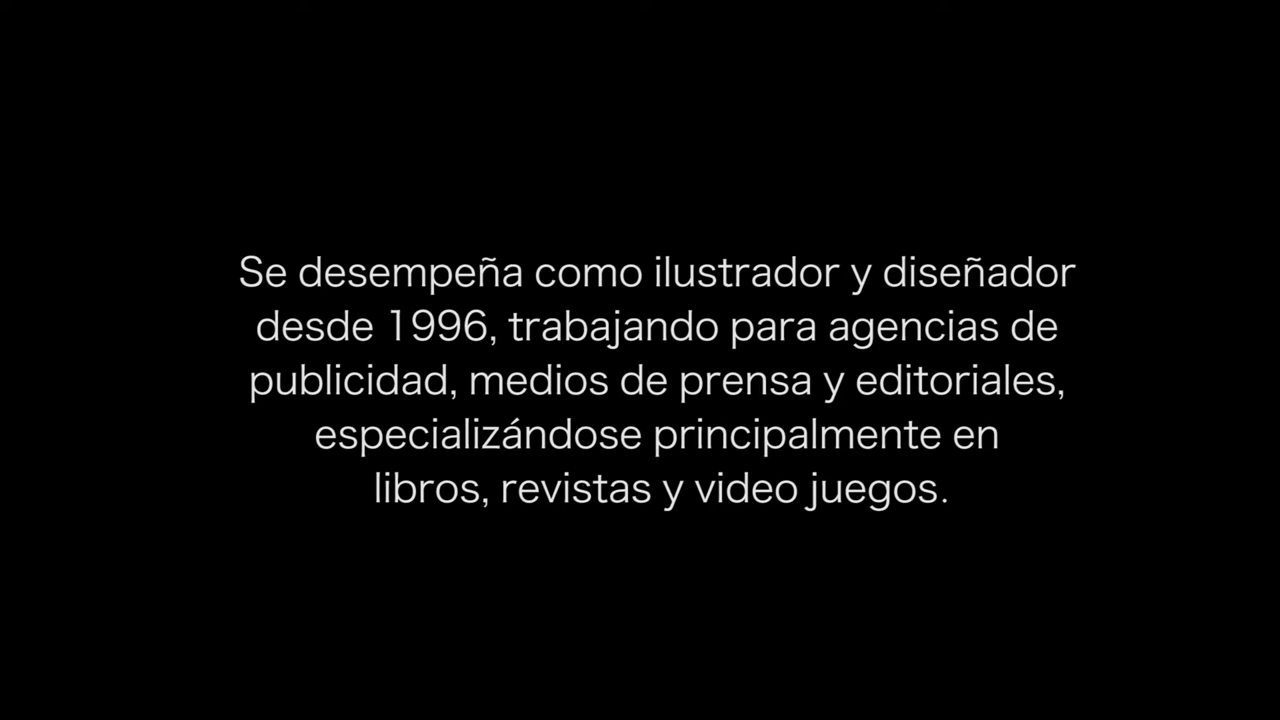 Se desempeña como ilustrador y diseñador
desde 1996, trabajando para agencias de
publicidad, medios de prensa y editoriales,
especializándose principalmente en
libros, revistas y video juegos.